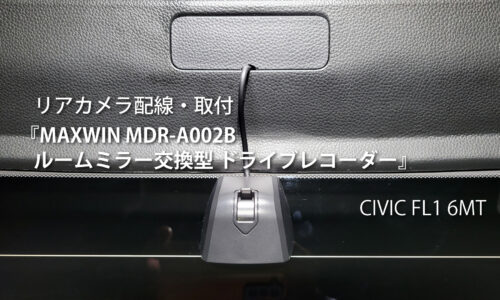 リアカメラ配線・取付
『MAXWIN MDR-A002B
ルームミラー交換型 ドライブレコーダー』
CIVIC FL1 6MT